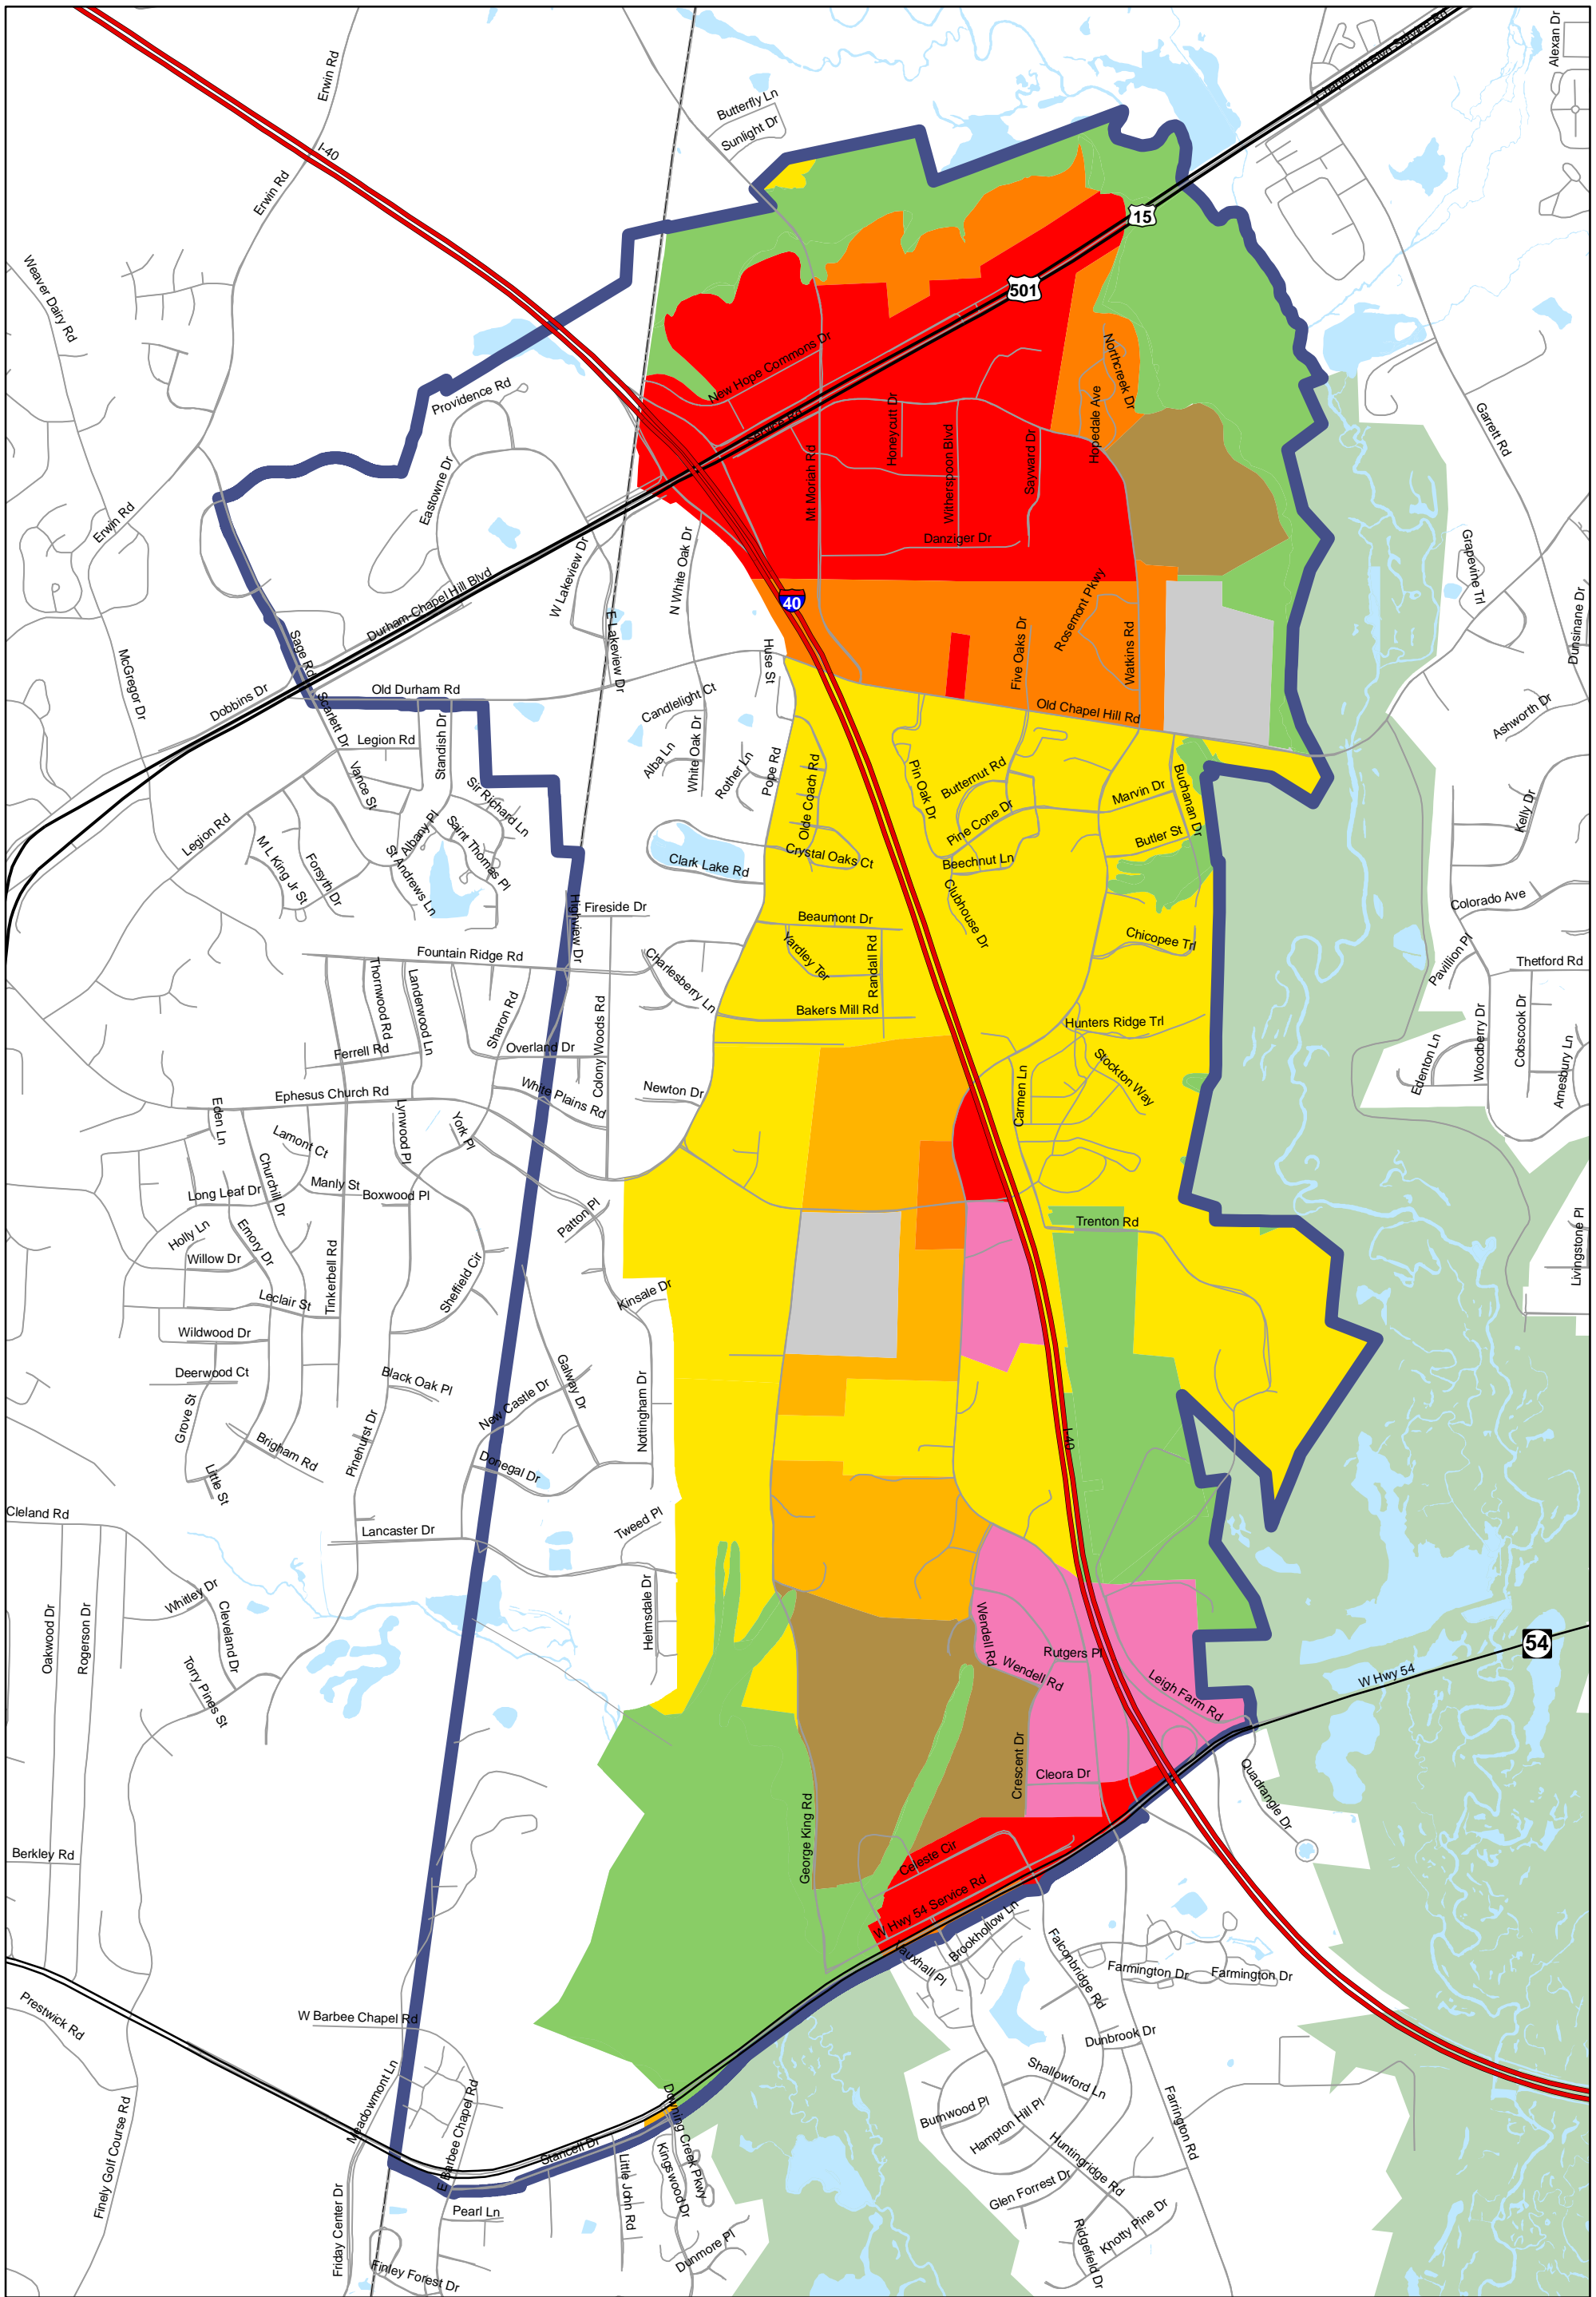 Chapel Hill Blvd Service Rd
Alexan Dr
Erwin Rd
Butterfly Ln
Sunlight Dr
I-40
Erwin Rd
15
501
Weaver Dairy Rd
Northcreek Dr
New Hope Commons Dr
Providence Rd
Service Rd
Honeycutt Dr
Hopedale Ave
Garrett Rd
Mt Moriah Rd
Witherspoon Blvd
Sayward Dr
Eastowne Dr
Erwin Rd
Danziger Dr
W Lakeview Dr
N White Oak Dr
Durham-Chapel Hill Blvd
Grapevine Trl
40
Rosemont Pkwy
Dunsinane Dr
E Lakeview Dr
Five Oaks Dr
Watkins Rd
Sage Rd
Huse St
McGregor Dr
Dobbins Dr
Old Durham Rd
Candlelight Ct
Old Chapel Hill Rd
Ashworth Dr
Scarlett Dr
Legion Rd
Standish Dr
Alba Ln
White Oak Dr
Rother Ln
Pope Rd
Olde Coach Rd
Pin Oak Dr
Butternut Rd
Marvin Dr
Buchanan Dr
Vance St
Sir Richard Ln
Pine Cone Dr
Kelly Dr
Legion Rd
Albany Pl
Saint Thomas Pl
Butler St
M L King Jr St
Forsyth Dr
St Andrews Ln
Clark Lake Rd
Crystal Oaks Ct
Beechnut Ln
Clubhouse Dr
Colorado Ave
Highview Dr
Fireside Dr
Beaumont Dr
Chicopee Trl
Fountain Ridge Rd
Yardley Ter
Randall Rd
Pavillion Pl
Thetford Rd
Thornwood Rd
Landerwood Ln
Charlesberry Ln
Sharon Rd
Bakers Mill Rd
Hunters Ridge Trl
Ferrell Rd
Overland Dr
Colony Woods Rd
Stockton Way
Edenton Ln
Woodberry Dr
Cobscook Dr
Amesbury Ln
Ephesus Church Rd
White Plains Rd
Newton Dr
Carmen Ln
Eden Ln
Lamont Ct
Lynwood Pl
York Pl
Churchill Dr
Manly St
Long Leaf Dr
Boxwood Pl
Patton Pl
Trenton Rd
Holly Ln
Emory Dr
Willow Dr
Tinkerbell Rd
Sheffield Cir
Livingstone Pl
Leclair St
Kinsale Dr
Wildwood Dr
Deerwood Ct
Black Oak Pl
Galway Dr
New Castle Dr
Nottingham Dr
Grove St
Brigham Rd
Pinehurst Dr
I-40
Little St
Donegal Dr
Cleland Rd
Lancaster Dr
Tweed Pl
Whitley Dr
Cleveland Dr
Oakwood Dr
Rogerson Dr
Helmsdale Dr
Wendell Rd
Rutgers Pl
Wendell Rd
54
W Hwy 54
Torry Pines St
Leigh Farm Rd
Crescent Dr
Cleora Dr
Quadrangle Dr
George King Rd
Berkley Rd
Celeste Cir
W Hwy 54 Service Rd
Vauxhall Pl
Brookhollow Ln
Falconbridge Rd
Farmington Dr
Farmington Dr
Prestwick Rd
W Barbee Chapel Rd
Dunbrook Dr
Shallowford Ln
Meadowmont Ln
E Barbee Chapel Rd
Downing Creek Pkwy
Burnwood Pl
Hampton Hill Pl
Farrington Rd
Finely Golf Course Rd
Stancell Dr
Kingswood Dr
Little John Rd
Huntingridge Rd
Glen Forrest Dr
Pearl Ln
Friday Center Dr
Dunmore Pl
Ridgefield Dr
Knotty Pine Dr
Finley Forest Dr